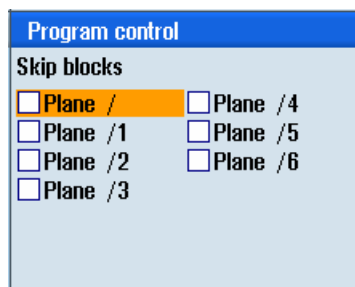 Program control
Skip blocks
Plane / Plane /4
Plane /1 Plane /5
Plane /2 Plane /6
Plane /3